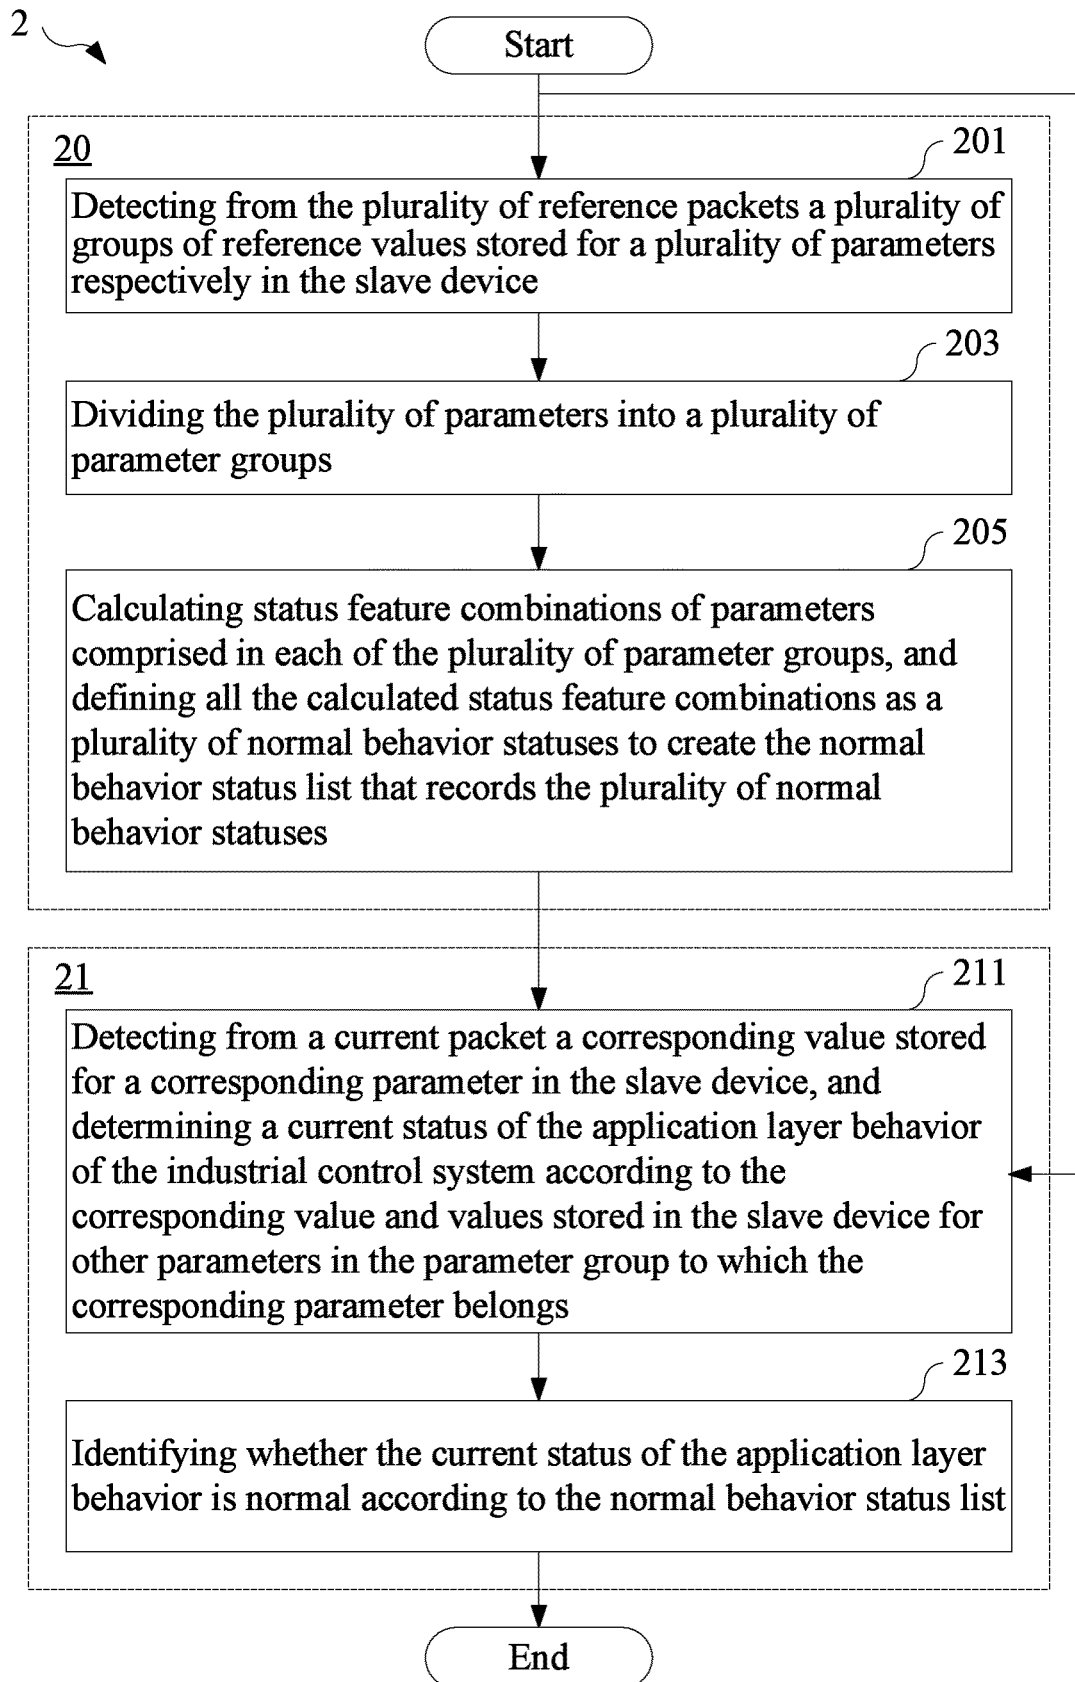 2
Start
20
201
Detecting from the plurality of reference packets a plurality of
groups of reference values stored for a plurality of parameters
respectively in the slave device
203
Dividing the plurality of parameters into a plurality of
parameter groups
205
Calculating status feature combinations of parameters
comprised in each of the plurality of parameter groups, and
defining all the calculated status feature combinations as a
plurality of normal behavior statuses to create the normal
behavior status list that records the plurality of normal
behavior statuses
21
211
Detecting from a current packet a corresponding value stored
for a corresponding parameter in the slave device, and
determining a current status of the application layer behavior
of the industrial control system according to the
corresponding value and values stored in the slave device for
other parameters in the parameter group to which the
corresponding parameter belongs
213
Identifying whether the current status of the application layer
behavior is normal according to the normal behavior status list
End